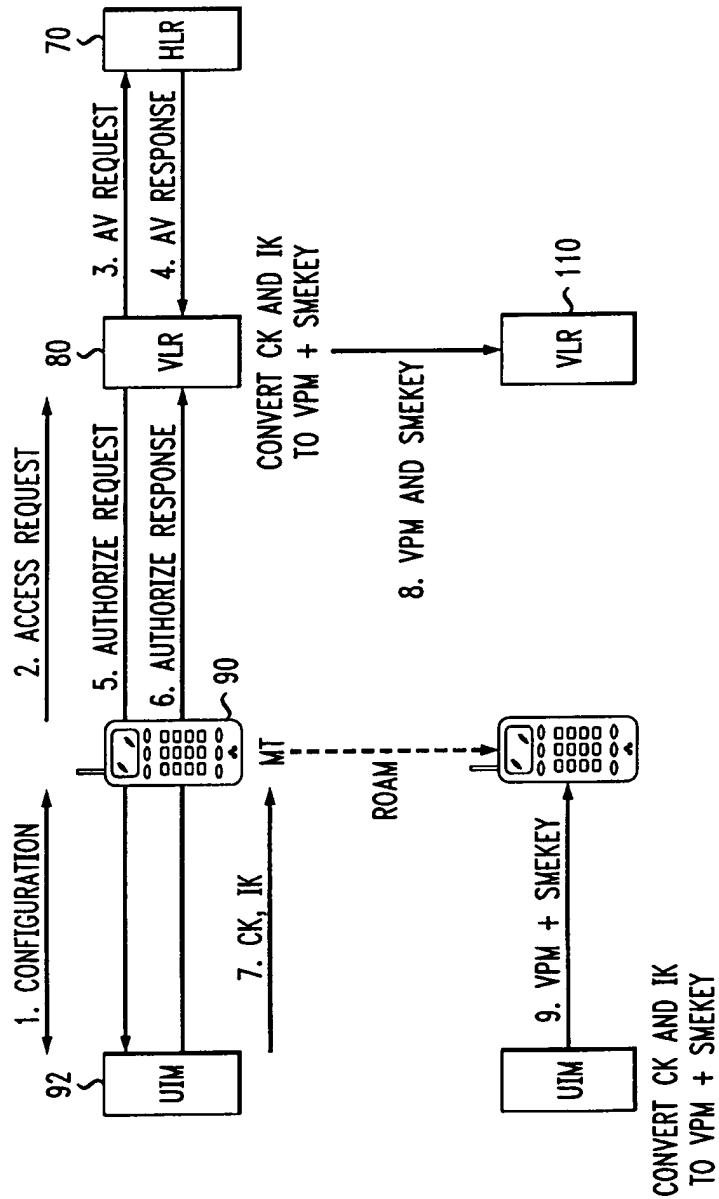 1. CONFIGURATION
2. ACCESS REQUEST
92
UIM
5. AUTHORIZE REQUEST
6. AUTHORIZE RESPONSE
90
MT
80
VLR
3. AV REQUEST
4. AV RESPONSE
70
HLR
7. CK, IK
CONVERT CK AND IK
TO VPM + SMEKEY
ROAM
8. VPM AND SMEKEY
UIM
9. VPM + SMEKEY
VLR
110
CONVERT CK AND IK
TO VPM + SMEKEY